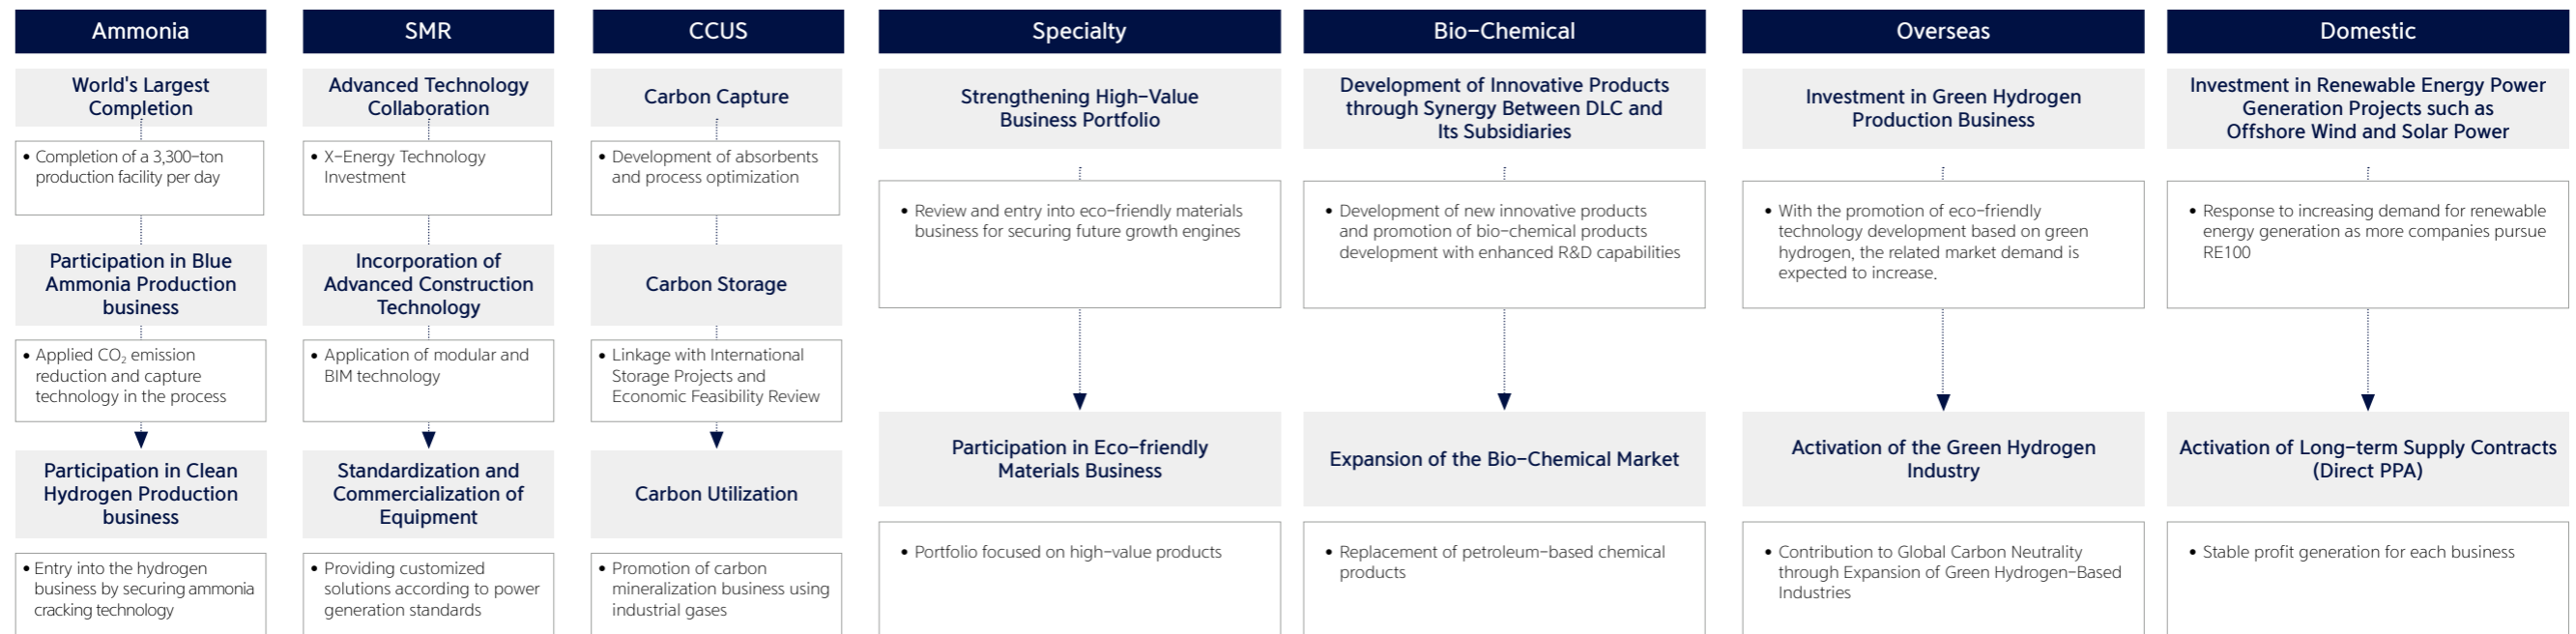 Ammonia
World's Largest
Completion
• Completion of a 3,300-ton
production facility per day
Participation in Blue
Ammonia Production
business
• Applied CO₂ emission
reduction and capture
technology in the process
Participation in Clean
Hydrogen Production
business
• Entry into the hydrogen
business by securing ammonia
cracking technology
SMR
Advanced Technology
Collaboration
• X-Energy Technology
Investment
Incorporation of
Advanced Construction
Technology
• Application of modular and
BIM technology
Standardization and
Commercialization of
Equipment
• Providing customized
solutions according to power
generation standards
CCUS
Carbon Capture
• Development of absorbents
and process optimization
Carbon Storage
• Linkage with International
Storage Projects and
Economic Feasibility Review
Carbon Utilization
• Promotion of carbon
mineralization business using
industrial gases
Specialty
Strengthening High-Value
Business Portfolio
• Review and entry into eco-friendly materials
business for securing future growth engines
Participation in Eco-friendly
Materials Business
• Portfolio focused on high-value products
Bio-Chemical
Development of Innovative Products
through Synergy Between DLC and
Its Subsidiaries
• Development of new innovative products
and promotion of bio-chemical products
development with enhanced R&D capabilities
Expansion of the Bio-Chemical Market
• Replacement of petroleum-based chemical
products
Overseas
Investment in Green Hydrogen
Production Business
• With the promotion of eco-friendly
technology development based on green
hydrogen, the related market demand is
expected to increase.
Activation of the Green Hydrogen
Industry
• Contribution to Global Carbon Neutrality
through Expansion of Green Hydrogen-Based
Industries
Domestic
Investment in Renewable Energy Power
Generation Projects such as
Offshore Wind and Solar Power
• Response to increasing demand for renewable
energy generation as more companies pursue
RE100
Activation of Long-term Supply Contracts
(Direct PPA)
• Stable profit generation for each business